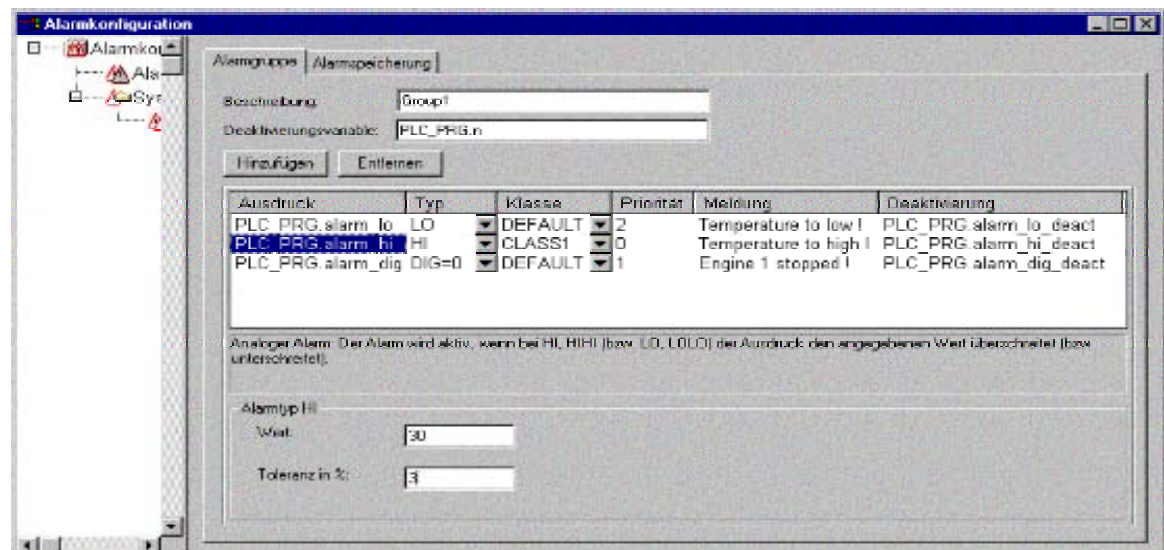 Alarmkonfiguration
Alarmkor
Ala
Sys
Alarmgruppe Alarmspeicherung
Beschreibung: Group1
Deaktivierungsvariable: PLC_PRG.n
Hinzufügen Entfernen
Ausdruck Typ Klasse Priorität Meldung Deaktivierung
PLC_PRG.alarm_lo LO DEFAULT 2 Temperature to low ! PLC_PRG.alarm_lo_deact
PLC_PRG.alarm_hi HI CLASS1 0 Temperature to high ! PLC_PRG.alarm_hi_deact
PLC_PRG.alarm_dig DIG=0 DEFAULT 1 Engine 1 stopped ! PLC_PRG.alarm_dig_deact
Analoger Alarm: Der Alarm wird aktiv, wenn bei HI, HIHI (bzw. LO, LOLO) der Ausdruck den angegebenen Wert überschreitet (bzw.
unterschreitet).
Alarmtyp HI
Wert: 30
Toleranz in %: 3